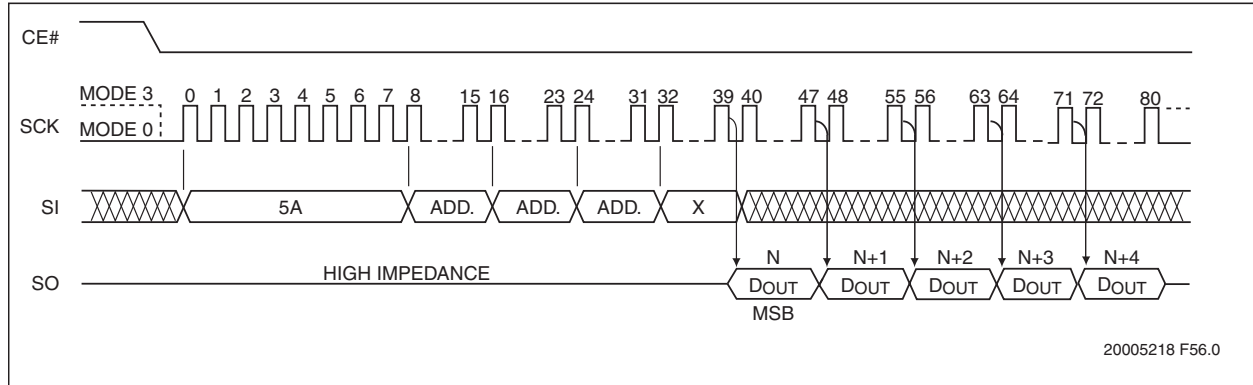 CE#
MODE 3
0 1 2 3 4 5 6 7 8 15 16 23 24 31 32 39 40 47 48 55 56 63 64 71 72 80
SCK
MODE 0
SI
5A
ADD.
ADD.
ADD.
X
N
N+1
N+2
N+3
N+4
HIGH IMPEDANCE
SO
DOUT
DOUT
DOUT
DOUT
DOUT
MSB
20005218 F56.0